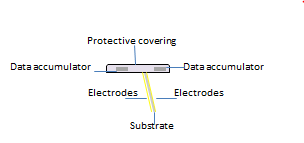 Protective covering
Data accumulator Data accumulator
Electrodes Electrodes
Substrate